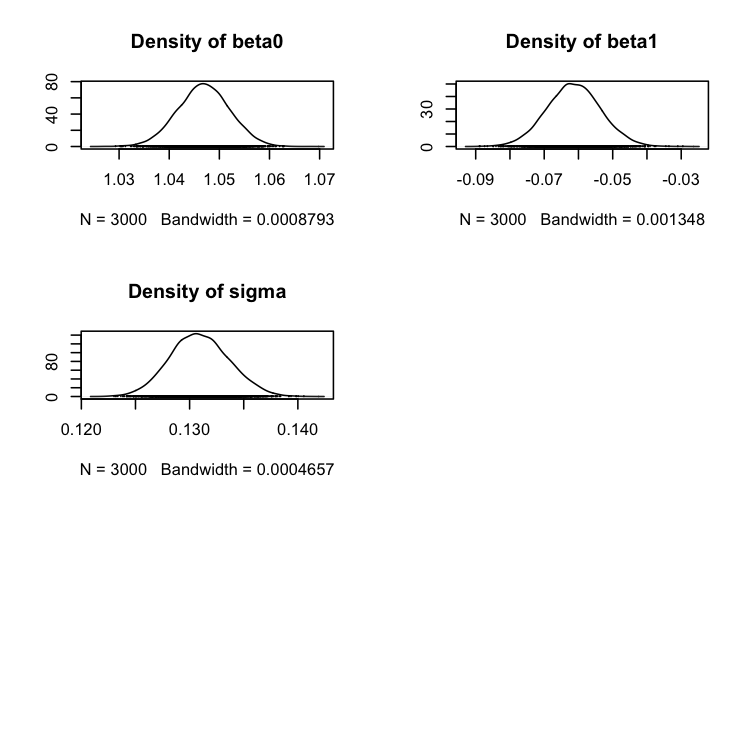 Density of beta0
80
40
0
1.03 1.04 1.05 1.06 1.07
N = 3000 Bandwidth = 0.0008793
Density of beta1
30
0
-0.09 -0.07 -0.05 -0.03
N = 3000 Bandwidth = 0.001348
Density of sigma
80
0
0.120 0.130 0.140
N = 3000 Bandwidth = 0.0004657